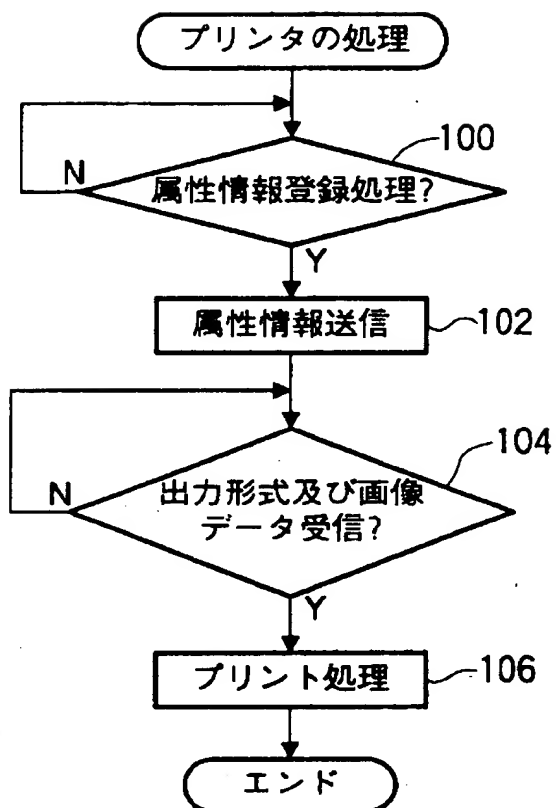 プリンタの処理
100
N
属性情報登録処理?
Y
属性情報送信
102
104
N
出力形式及び画像
データ受信?
Y
プリント処理
106
エンド